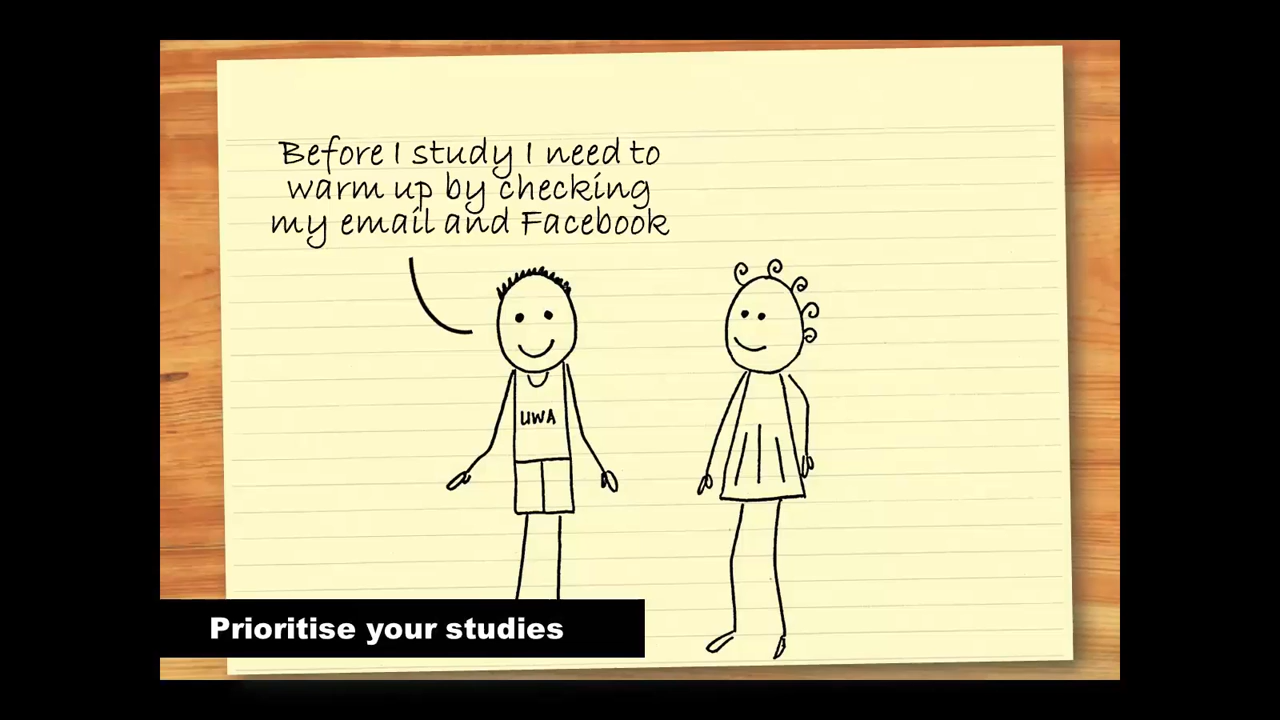 Before I study I need to
warm up by checking
my email and Facebook
UWA
Prioritise your studies